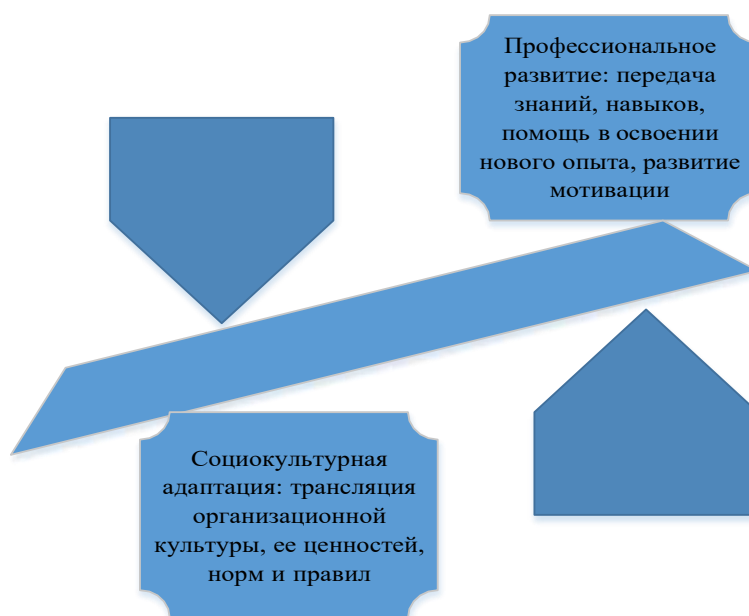 Профессиональное
развитие: передача
знаний, навыков,
помощь в освоении
нового опыта, развитие
мотивации
Социокультурная
адаптация: трансляция
организационной
культуры, ее ценностей,
норм и правил